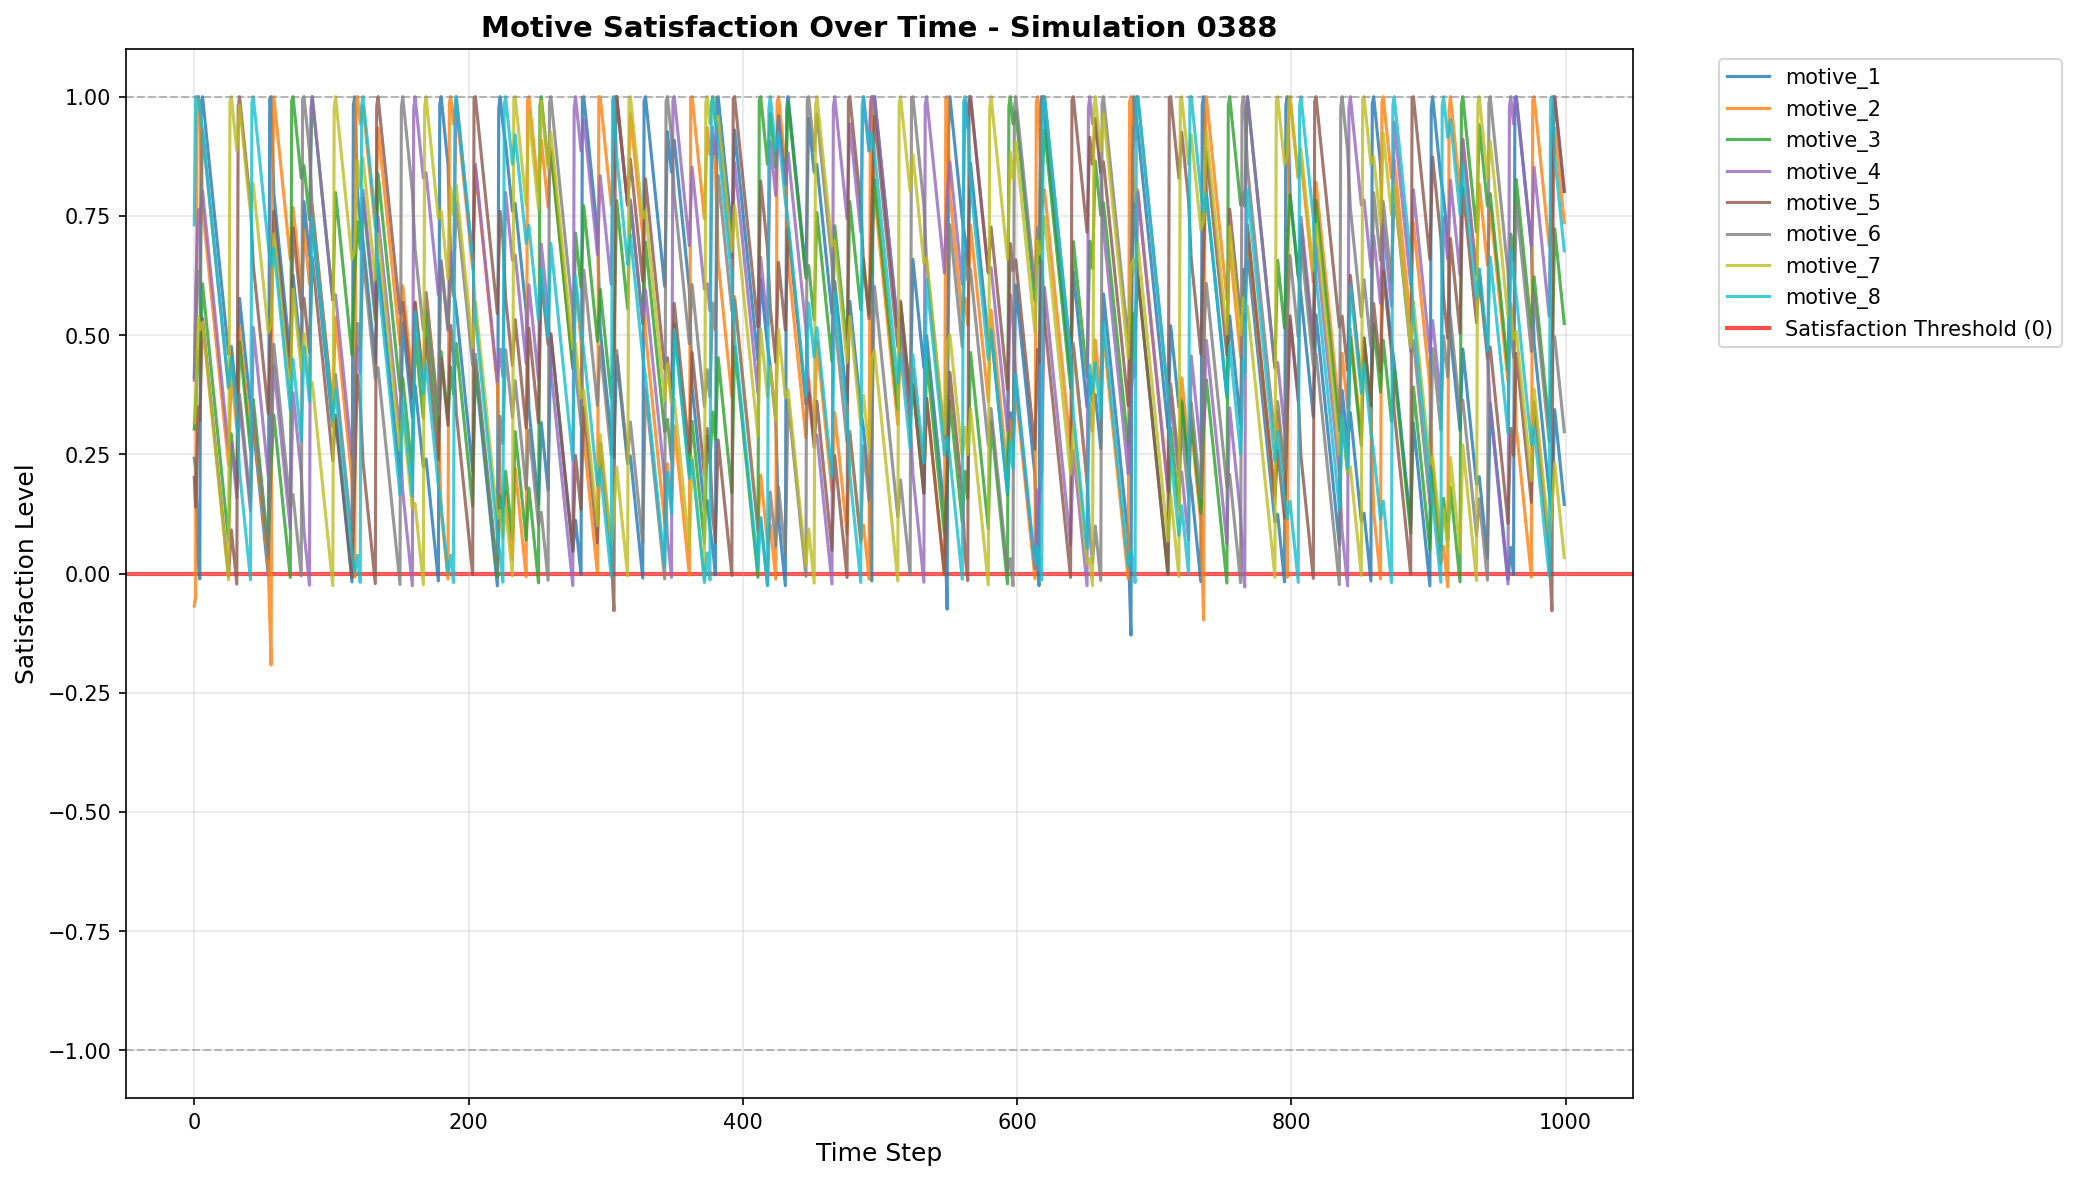 Motive Satisfaction Over Time - Simulation 0388
Satisfaction Level
1.00
0.75
0.50
0.25
0.00
−0.25
−0.50
−0.75
−1.00
0
200
400
600
800
1000
Time Step
motive_1
motive_2
motive_3
motive_4
motive_5
motive_6
motive_7
motive_8
Satisfaction Threshold (0)